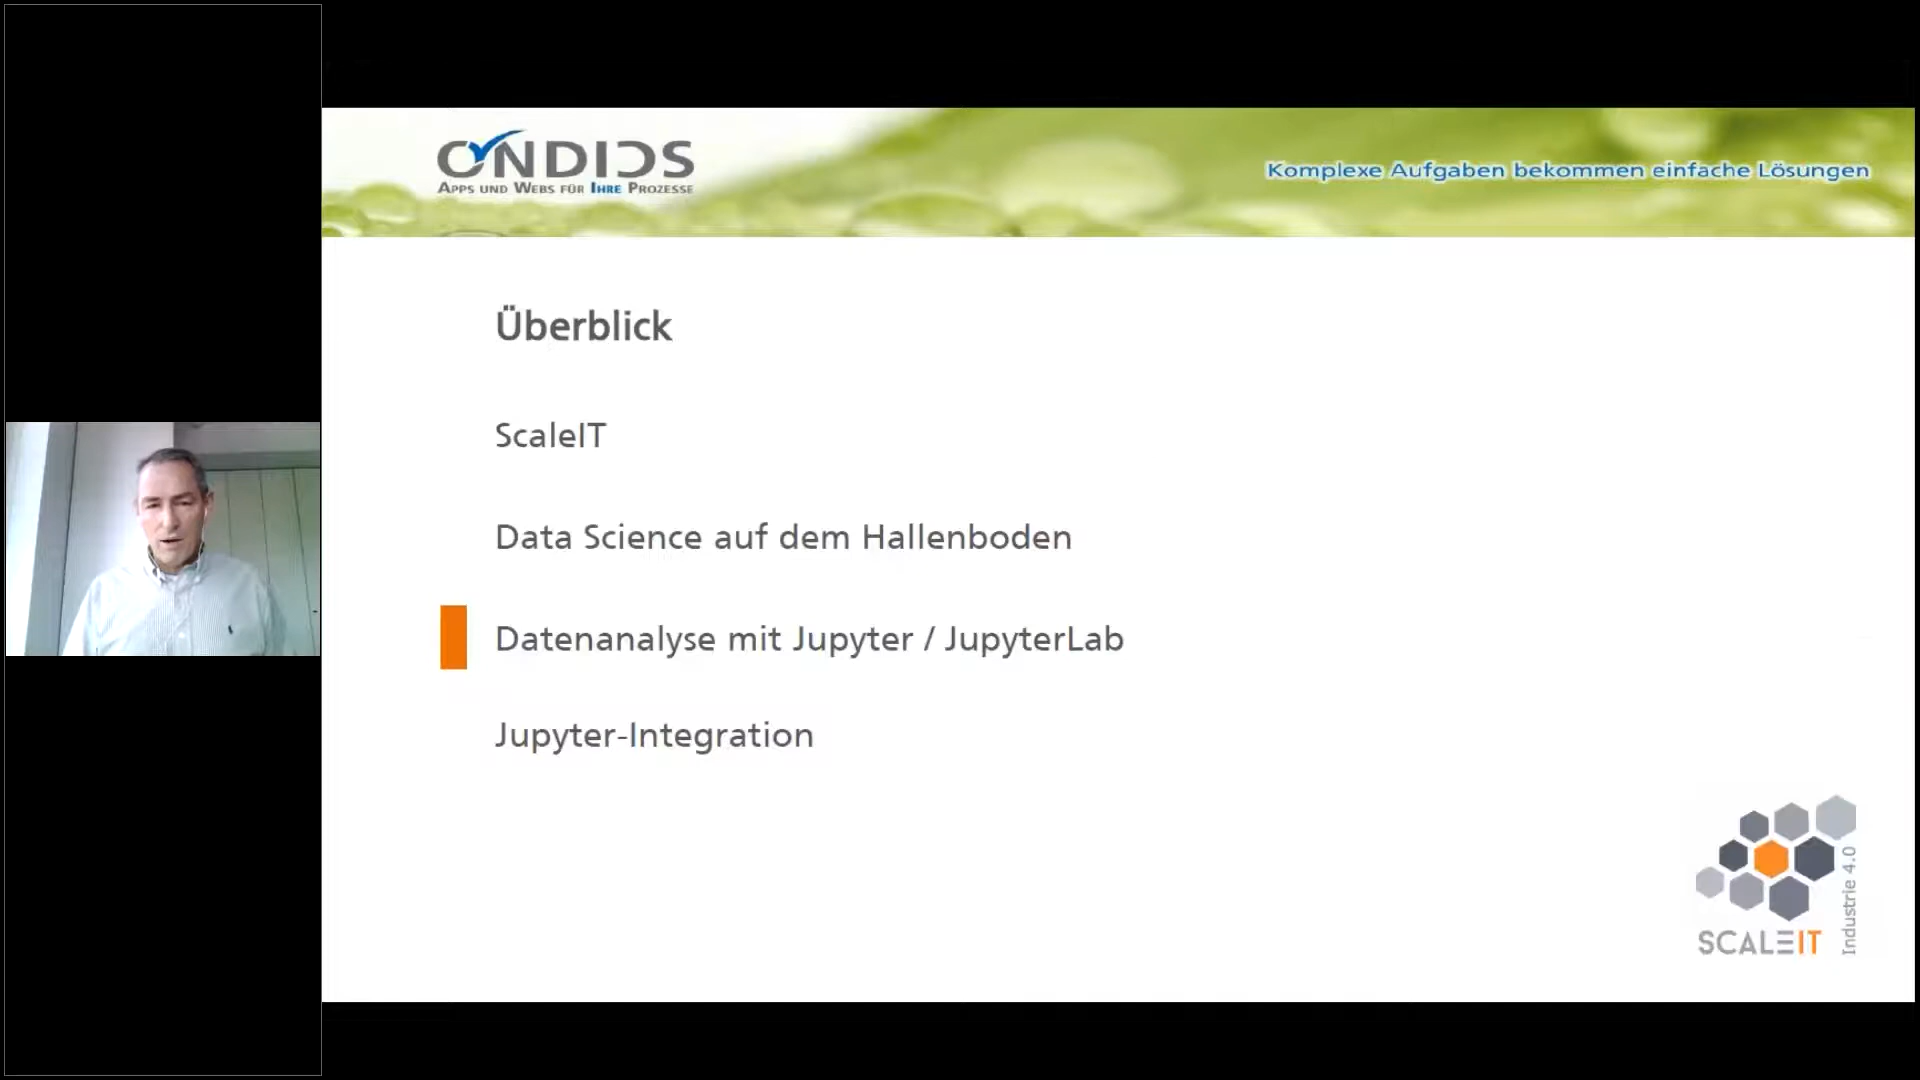 ONDICS
APPS UND WEBS FÜR IHRE PROZESSE
Komplexe Aufgaben bekommen einfache Lösungen
Überblick
ScaleIT
Data Science auf dem Hallenboden
Datenanalyse mit Jupyter / JupyterLab
Jupyter-Integration
SCALEIT
Industrie 4.0